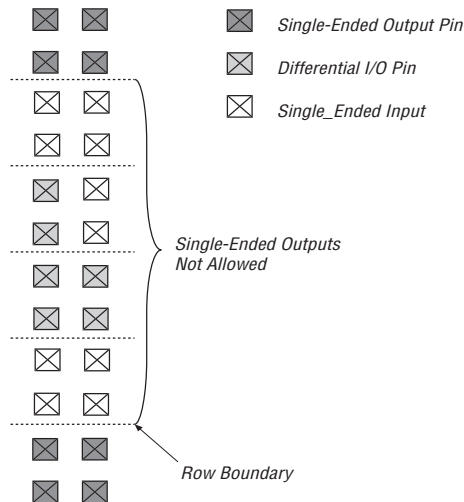 Single-Ended Output Pin
Differential I/O Pin
Single_Ended Input
Single-Ended Outputs
Not Allowed
Row Boundary